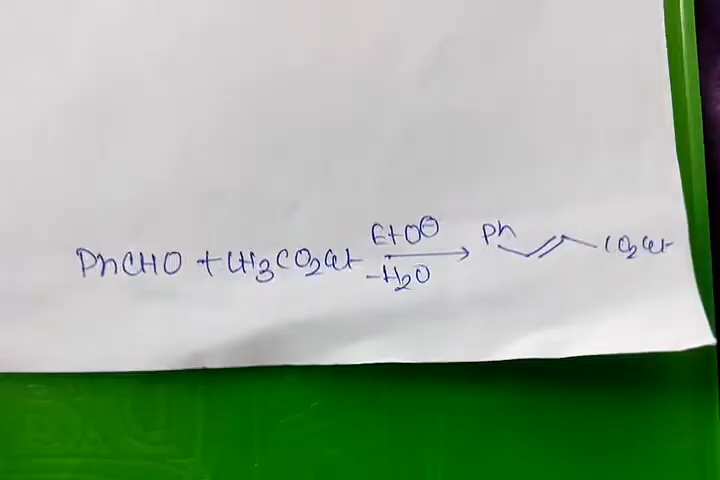 PhCHO + CH3CO2Et EtO⊖ -H2O → Ph CO2Et